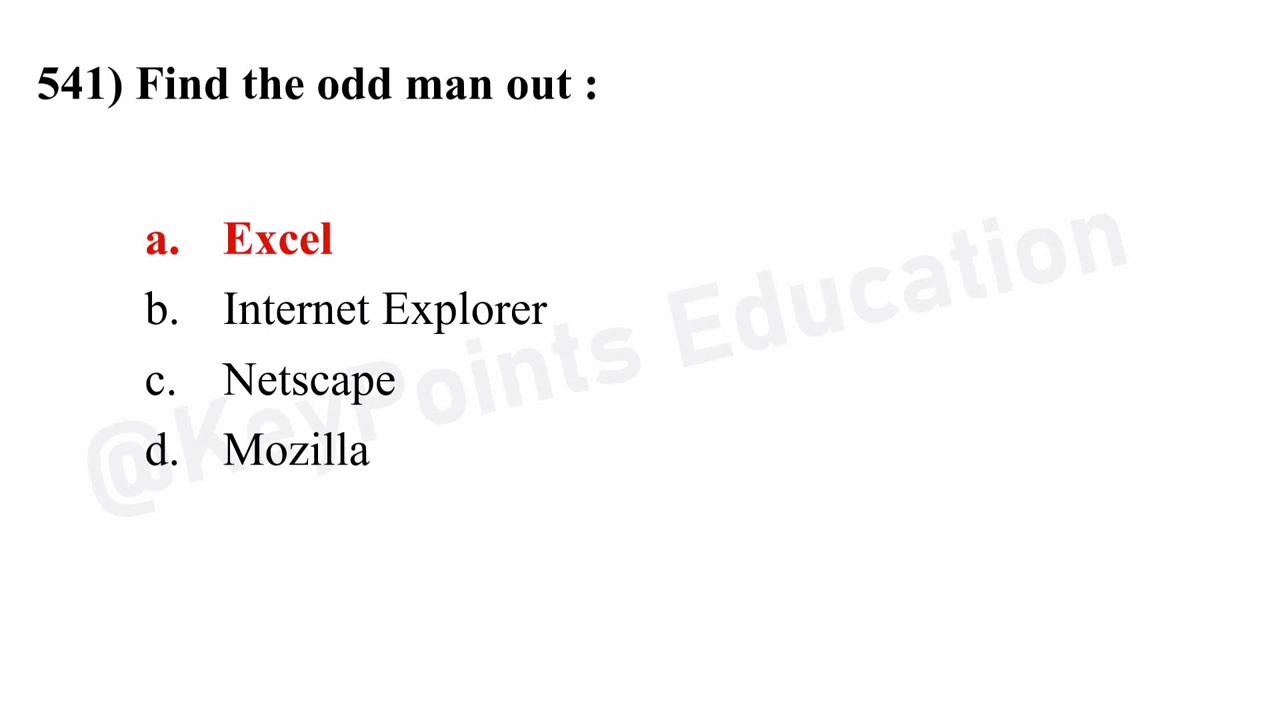 541) Find the odd man out :
a. Excel
b. Internet Explorer
c. Netscape
d. Mozilla
@KeyPoints Education